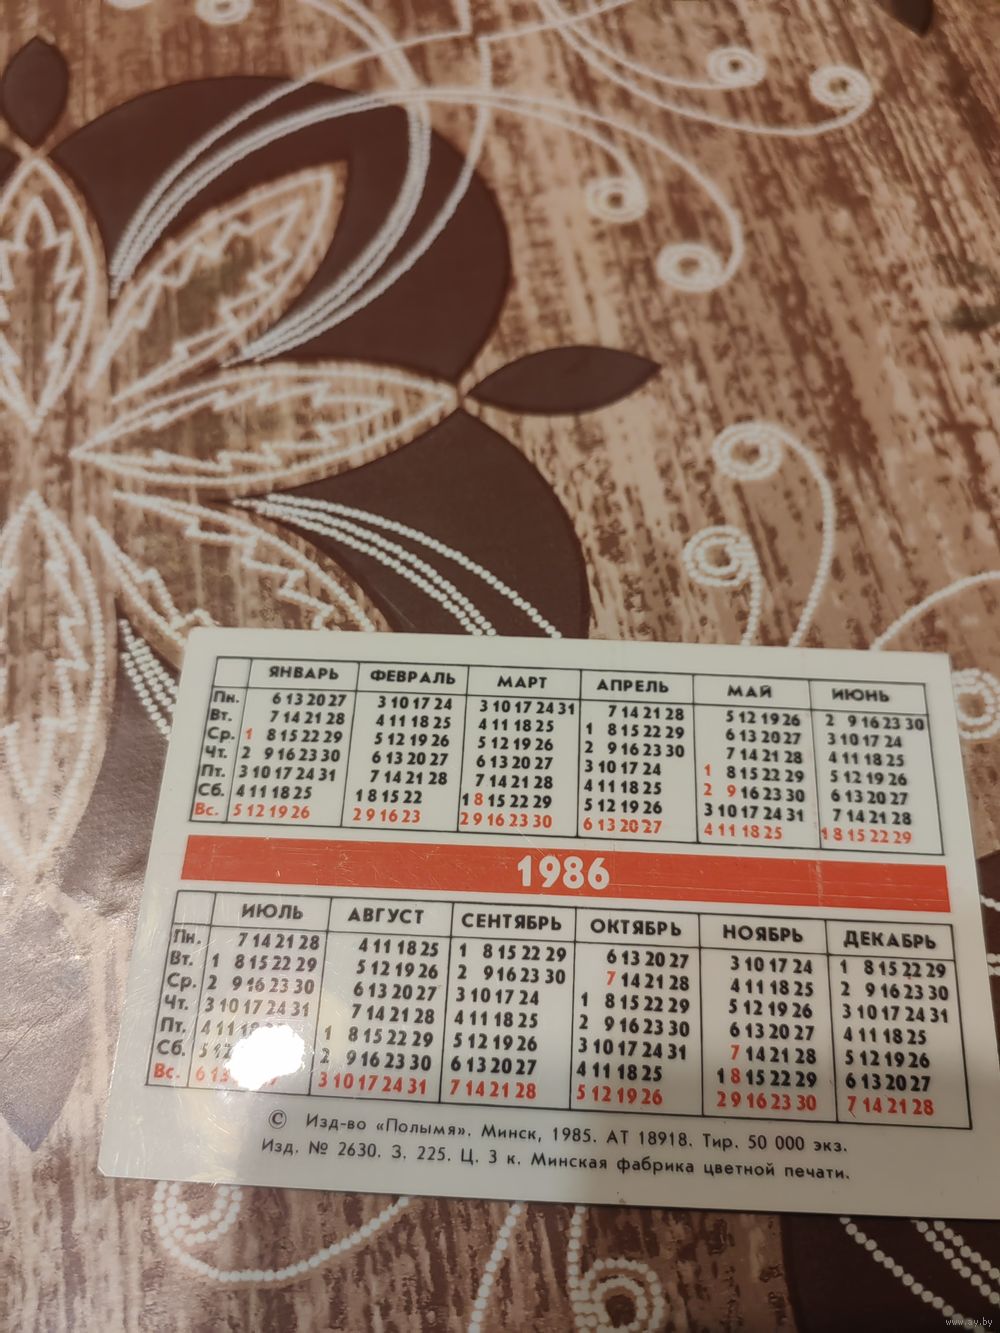 ЯНВАРЬ ФЕВРАЛЬ МАРТ АПРЕЛЬ МАЙ ИЮНЬ
Пн. 6 13 20 27 3 10 17 24 3 10 17 24 31 7 14 21 28 5 12 19 26 2 9 16 23 30
Вт. 7 14 21 28 4 11 18 25 4 11 18 25 1 8 15 22 29 6 13 20 27 3 10 17 24
Ср. 1 8 15 22 29 5 12 19 26 5 12 19 26 2 9 16 23 30 7 14 21 28 4 11 18 25
Чт. 2 9 16 23 30 6 13 20 27 6 13 20 27 3 10 17 24 1 8 15 22 29 5 12 19 26
Пт. 3 10 17 24 31 7 14 21 28 7 14 21 28 4 11 18 25 2 9 16 23 30 6 13 20 27
Сб. 4 11 18 25 1 8 15 22 1 8 15 22 29 5 12 19 26 3 10 17 24 31 7 14 21 28
Вс. 5 12 19 26 2 9 16 23 2 9 16 23 30 6 13 20 27 4 11 18 25 1 8 15 22 29
1986
ИЮЛЬ АВГУСТ СЕНТЯБРЬ ОКТЯБРЬ НОЯБРЬ ДЕКАБРЬ
Пн. 7 14 21 28 4 11 18 25 1 8 15 22 29 6 13 20 27 3 10 17 24 1 8 15 22 29
Вт. 1 8 15 22 29 5 12 19 26 2 9 16 23 30 7 14 21 28 4 11 18 25 2 9 16 23 30
Ср. 2 9 16 23 30 6 13 20 27 3 10 17 24 1 8 15 22 29 5 12 19 26 3 10 17 24 31
Чт. 3 10 17 24 31 7 14 21 28 4 11 18 25 2 9 16 23 30 6 13 20 27 4 11 18 25
Пт. 4 11 18 1 8 15 22 29 5 12 19 26 3 10 17 24 31 7 14 21 28 5 12 19 26
Сб. 5 2 9 16 23 30 6 13 20 27 4 11 18 25 1 8 15 22 29 6 13 20 27
Вс. 6 13 3 10 17 24 31 7 14 21 28 5 12 19 26 2 9 16 23 30 7 14 21 28
© Изд-во «Полымя». Минск, 1985. АТ 18918. Тир. 50 000 экз.
Изд. № 2630. З. 225. Ц. 3 к. Минская фабрика цветной печати.
www.ay.by